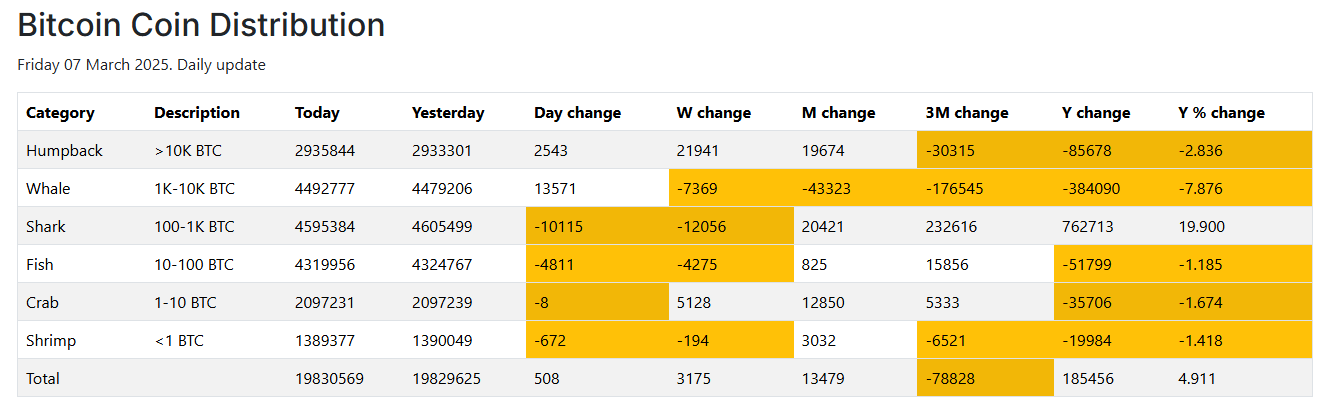 Bitcoin Coin Distribution
Friday 07 March 2025. Daily update
Category Description Today Yesterday Day change W change M change 3M change Y change Y % change
Humpback >10K BTC 2935844 2933301 2543 21941 19674 -30315 -85678 -2.836
Whale 1K-10K BTC 4492777 4479206 13571 -7369 -43323 -176545 -384090 -7.876
Shark 100-1K BTC 4595384 4605499 -10115 -12056 20421 232616 762713 19.900
Fish 10-100 BTC 4319956 4324767 -4811 -4275 825 15856 -51799 -1.185
Crab 1-10 BTC 2097231 2097239 -8 5128 12850 5333 -35706 -1.674
Shrimp <1 BTC 1389377 1390049 -672 -194 3032 -6521 -19984 -1.418
Total 19830569 19829625 508 3175 13479 -78828 185456 4.911